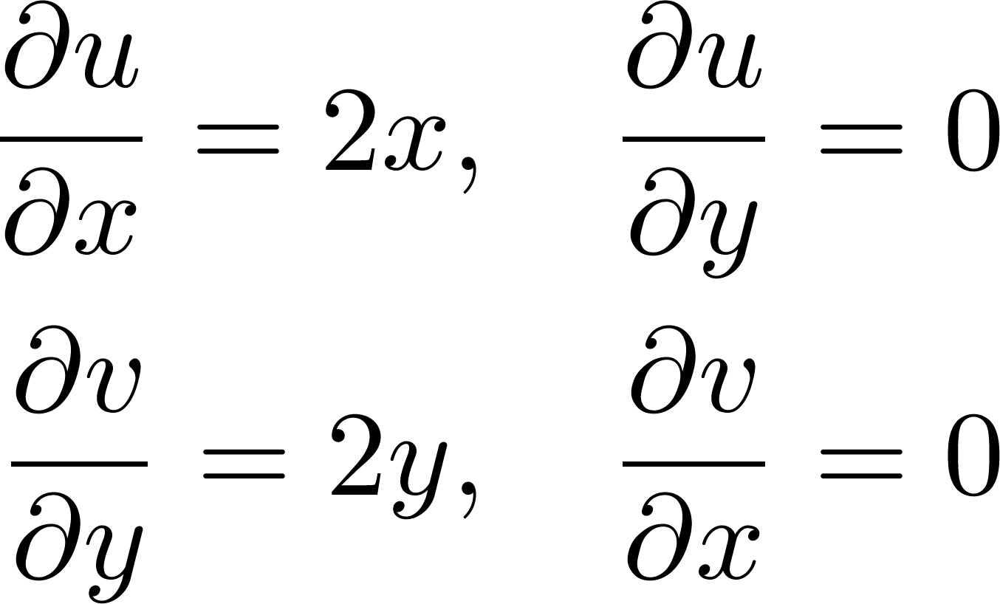 ∂u/∂x = 2x, ∂u/∂y = 0
∂v/∂y = 2y, ∂v/∂x = 0